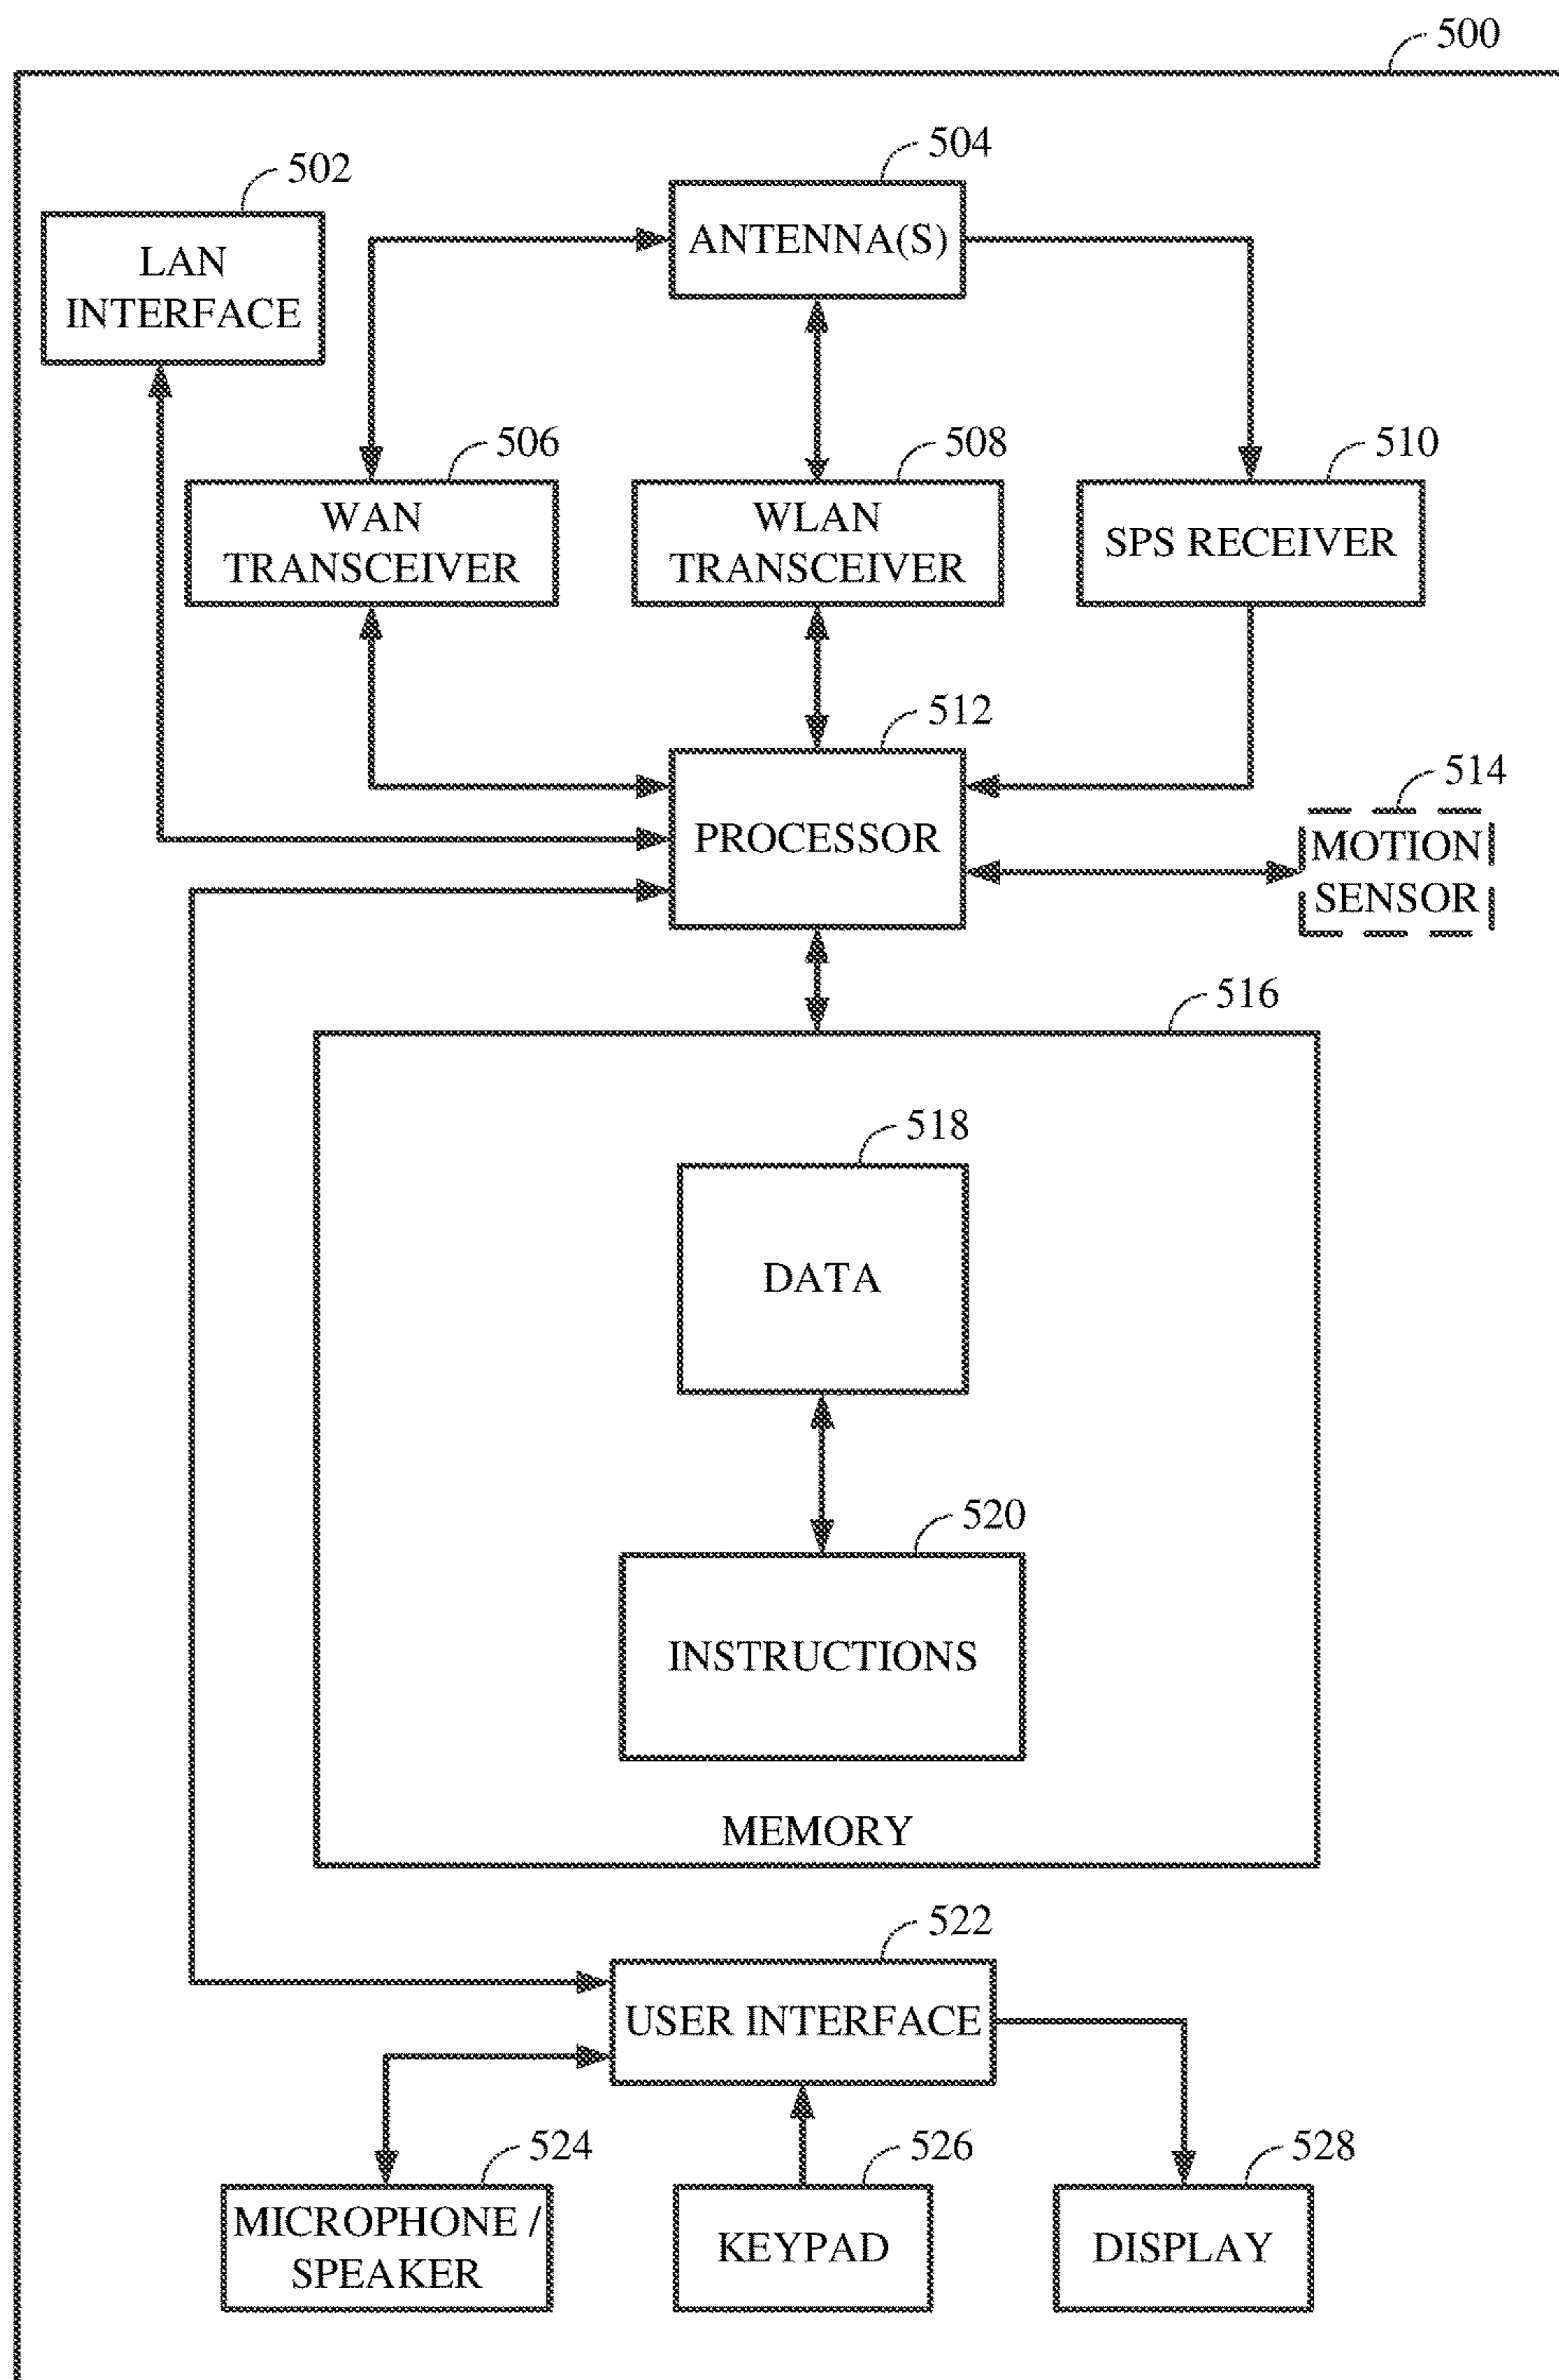 500
502
504
LAN
INTERFACE
ANTENNA(S)
506
508
510
WAN
TRANSCEIVER
WLAN
TRANSCEIVER
SPS RECEIVER
512
514
PROCESSOR
MOTION
SENSOR
516
518
DATA
520
INSTRUCTIONS
MEMORY
522
USER INTERFACE
524
526
528
MICROPHONE /
SPEAKER
KEYPAD
DISPLAY